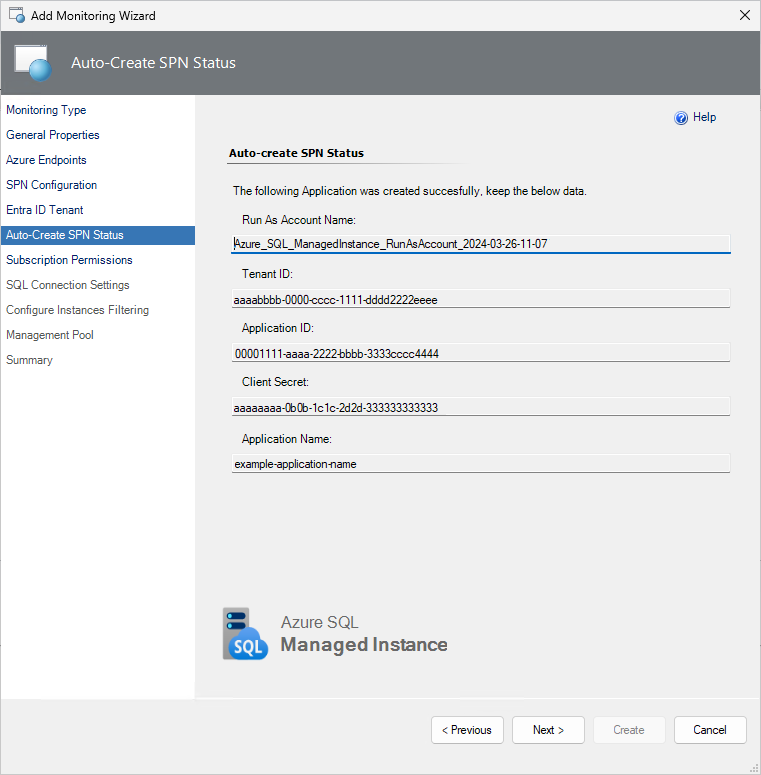 Add Monitoring Wizard
Auto-Create SPN Status
Monitoring Type
General Properties
Azure Endpoints
SPN Configuration
Entra ID Tenant
Auto-Create SPN Status
Subscription Permissions
SQL Connection Settings
Configure Instances Filtering
Management Pool
Summary
? Help
Auto-create SPN Status
The following Application was created succesfully, keep the below data.
Run As Account Name:
Azure_SQL_ManagedInstance_RunAsAccount_2024-03-26-11-07
Tenant ID:
aaaabbbb-0000-cccc-1111-dddd2222eeee
Application ID:
00001111-aaaa-2222-bbbb-3333cccc4444
Client Secret:
aaaaaaaa-0b0b-1c1c-2d2d-333333333333
Application Name:
example-application-name
SQL
Azure SQL
Managed Instance
< Previous
Next >
Create
Cancel